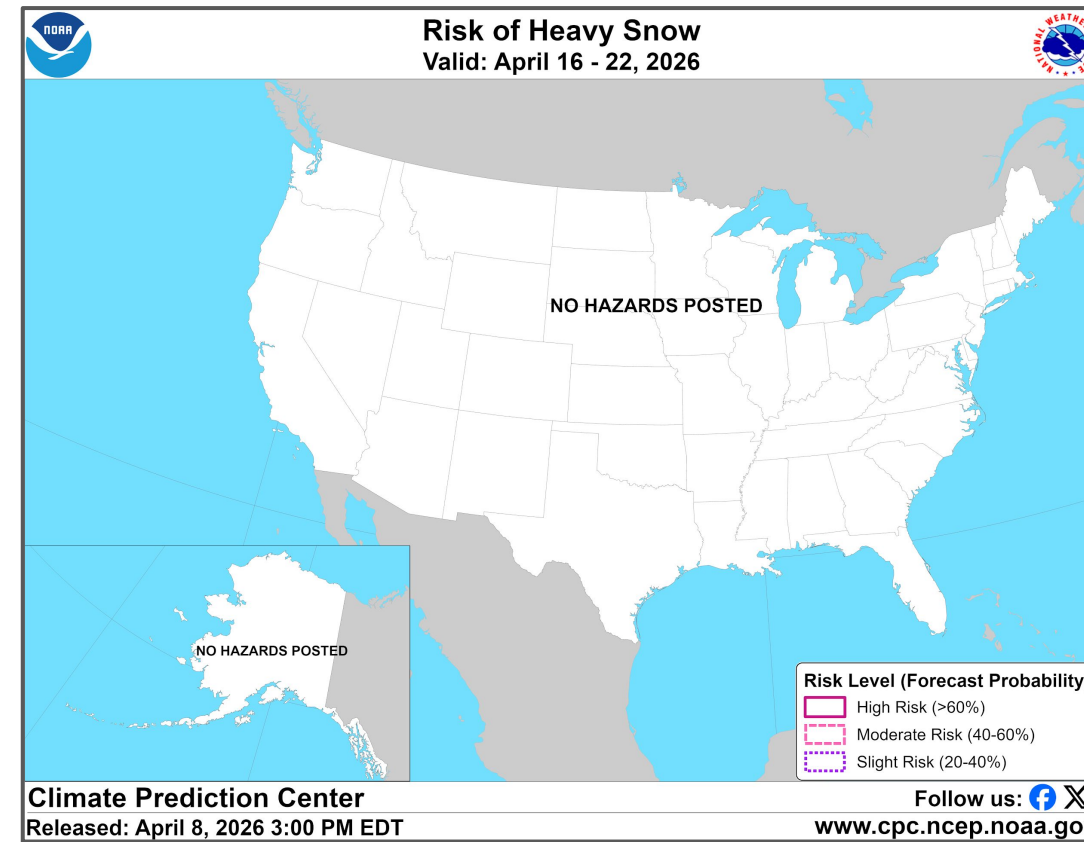 NOAA
Risk of Heavy Snow
Valid: April 16 - 22, 2026
NATIONAL WEATHE
NO HAZARDS POSTED
NO HAZARDS POSTED
Risk Level (Forecast Probability
High Risk (>60%)
Moderate Risk (40-60%)
Slight Risk (20-40%)
Climate Prediction Center
Follow us:
Released: April 8, 2026 3:00 PM EDT
www.cpc.ncep.noaa.go